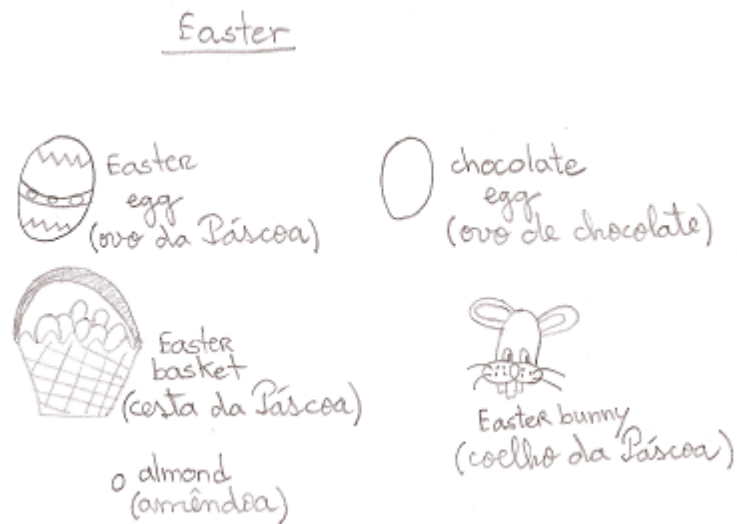 Easter
Easter
egg
(ovo da Páscoa)
chocolate
egg
(ovo de chocolate)
Easter
basket
(cesta da Páscoa)
Easter bunny
(coelho da Páscoa)
almond
(amêndoa)